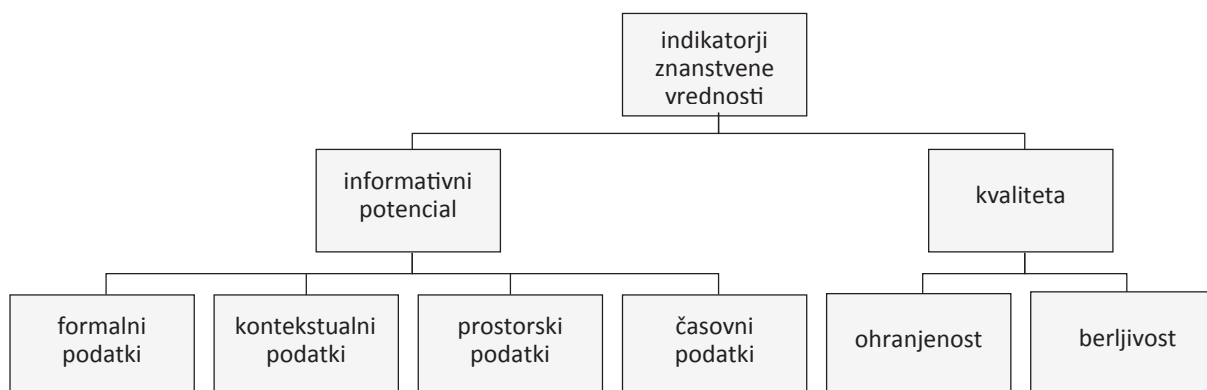 indikatorji
znanstvene
vrednosti
informativni
potencial
kvaliteta
formalni
podatki
kontekstualni
podatki
prostorski
podatki
časovni
podatki
ohranjenost
berljivost